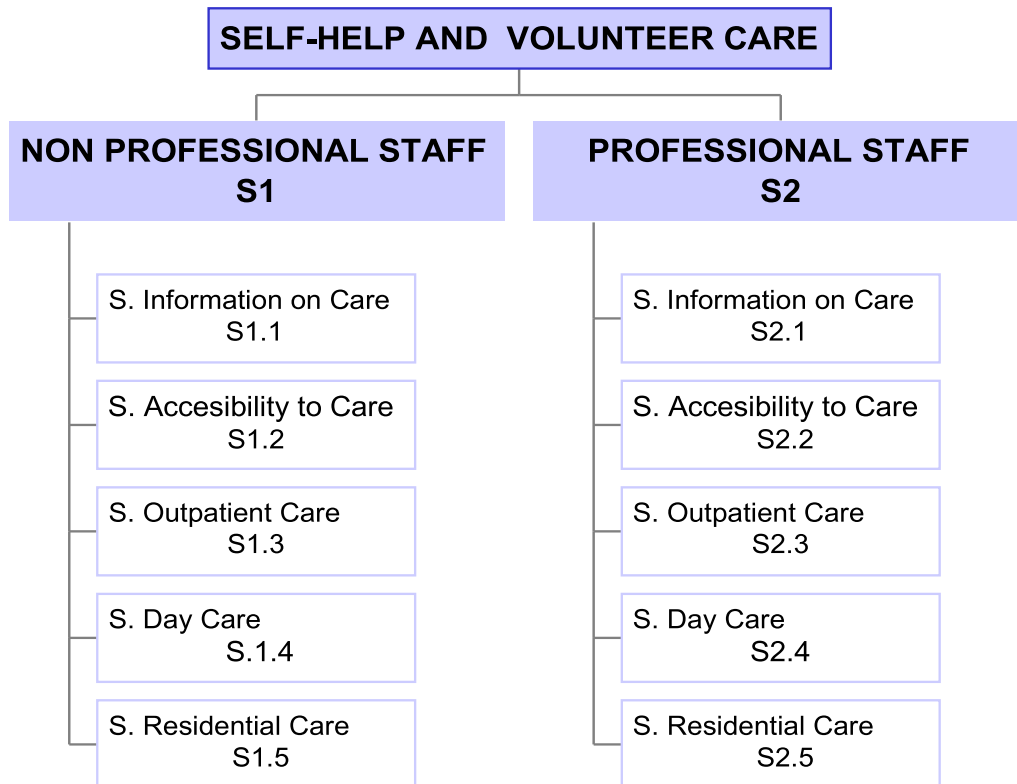 SELF-HELP AND VOLUNTEER CARE
NON PROFESSIONAL STAFF
S1
S. Information on Care
S1.1
S. Accesibility to Care
S1.2
S. Outpatient Care
S1.3
S. Day Care
S.1.4
S. Residential Care
S1.5
PROFESSIONAL STAFF
S2
S. Information on Care
S2.1
S. Accesibility to Care
S2.2
S. Outpatient Care
S2.3
S. Day Care
S2.4
S. Residential Care
S2.5